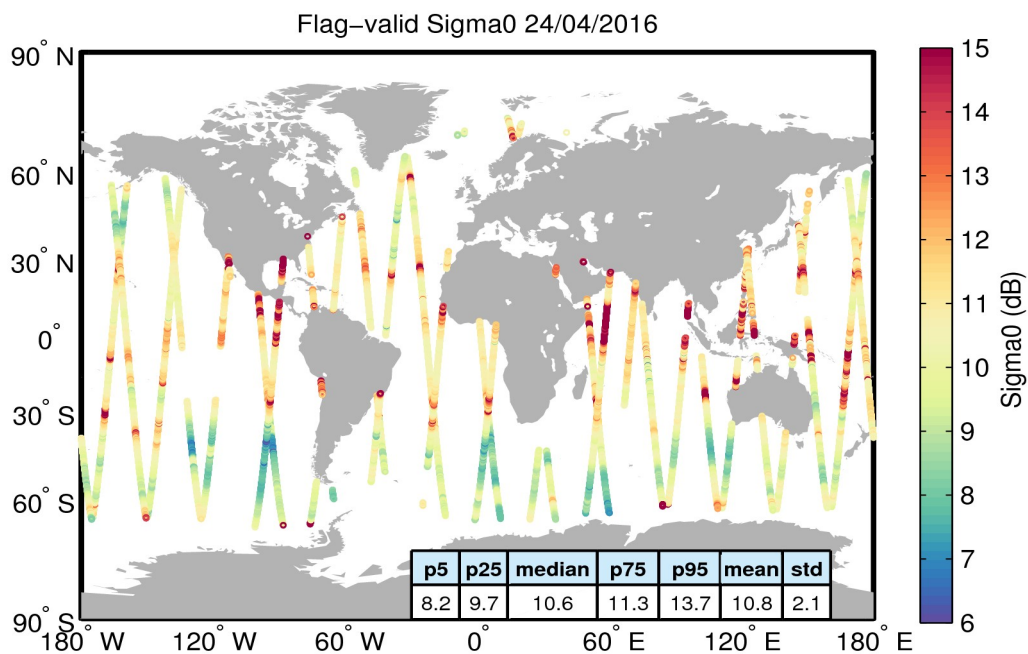 Flag−valid Sigma0 24/04/2016
90° N
60° N
30° N
0°
30° S
60° S
90° S
180° W
120° W
60° W
0°
60° E
120° E
180° E
15
14
13
12
11
10
9
8
7
6
Sigma0 (dB)
p5 p25 median p75 p95 mean std
8.2 9.7 10.6 11.3 13.7 10.8 2.1